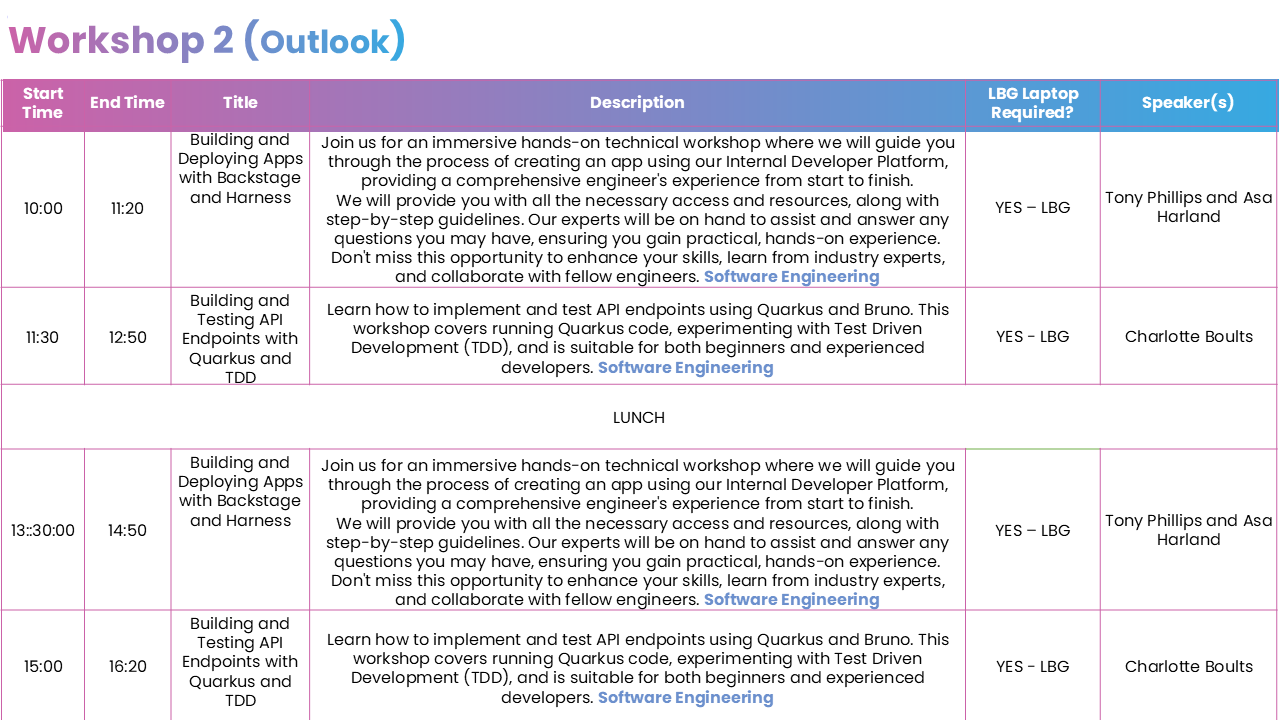 Workshop 2 (Outlook)
Start Time End Time Title Description LBG Laptop Required? Speaker(s)
10:00
11:20
Building and
Deploying Apps
with Backstage
and Harness
Join us for an immersive hands-on technical workshop where we will guide you
through the process of creating an app using our Internal Developer Platform,
providing a comprehensive engineer's experience from start to finish.
We will provide you with all the necessary access and resources, along with
step-by-step guidelines. Our experts will be on hand to assist and answer any
questions you may have, ensuring you gain practical, hands-on experience.
Don't miss this opportunity to enhance your skills, learn from industry experts,
and collaborate with fellow engineers. Software Engineering
YES – LBG
Tony Phillips and Asa
Harland
11:30
12:50
Building and
Testing API
Endpoints with
Quarkus and
TDD
Learn how to implement and test API endpoints using Quarkus and Bruno. This
workshop covers running Quarkus code, experimenting with Test Driven
Development (TDD), and is suitable for both beginners and experienced
developers. Software Engineering
YES - LBG
Charlotte Boults
LUNCH
13::30:00
14:50
Building and
Deploying Apps
with Backstage
and Harness
Join us for an immersive hands-on technical workshop where we will guide you
through the process of creating an app using our Internal Developer Platform,
providing a comprehensive engineer's experience from start to finish.
We will provide you with all the necessary access and resources, along with
step-by-step guidelines. Our experts will be on hand to assist and answer any
questions you may have, ensuring you gain practical, hands-on experience.
Don't miss this opportunity to enhance your skills, learn from industry experts,
and collaborate with fellow engineers. Software Engineering
YES – LBG
Tony Phillips and Asa
Harland
15:00
16:20
Building and
Testing API
Endpoints with
Quarkus and
TDD
Learn how to implement and test API endpoints using Quarkus and Bruno. This
workshop covers running Quarkus code, experimenting with Test Driven
Development (TDD), and is suitable for both beginners and experienced
developers. Software Engineering
YES - LBG
Charlotte Boults